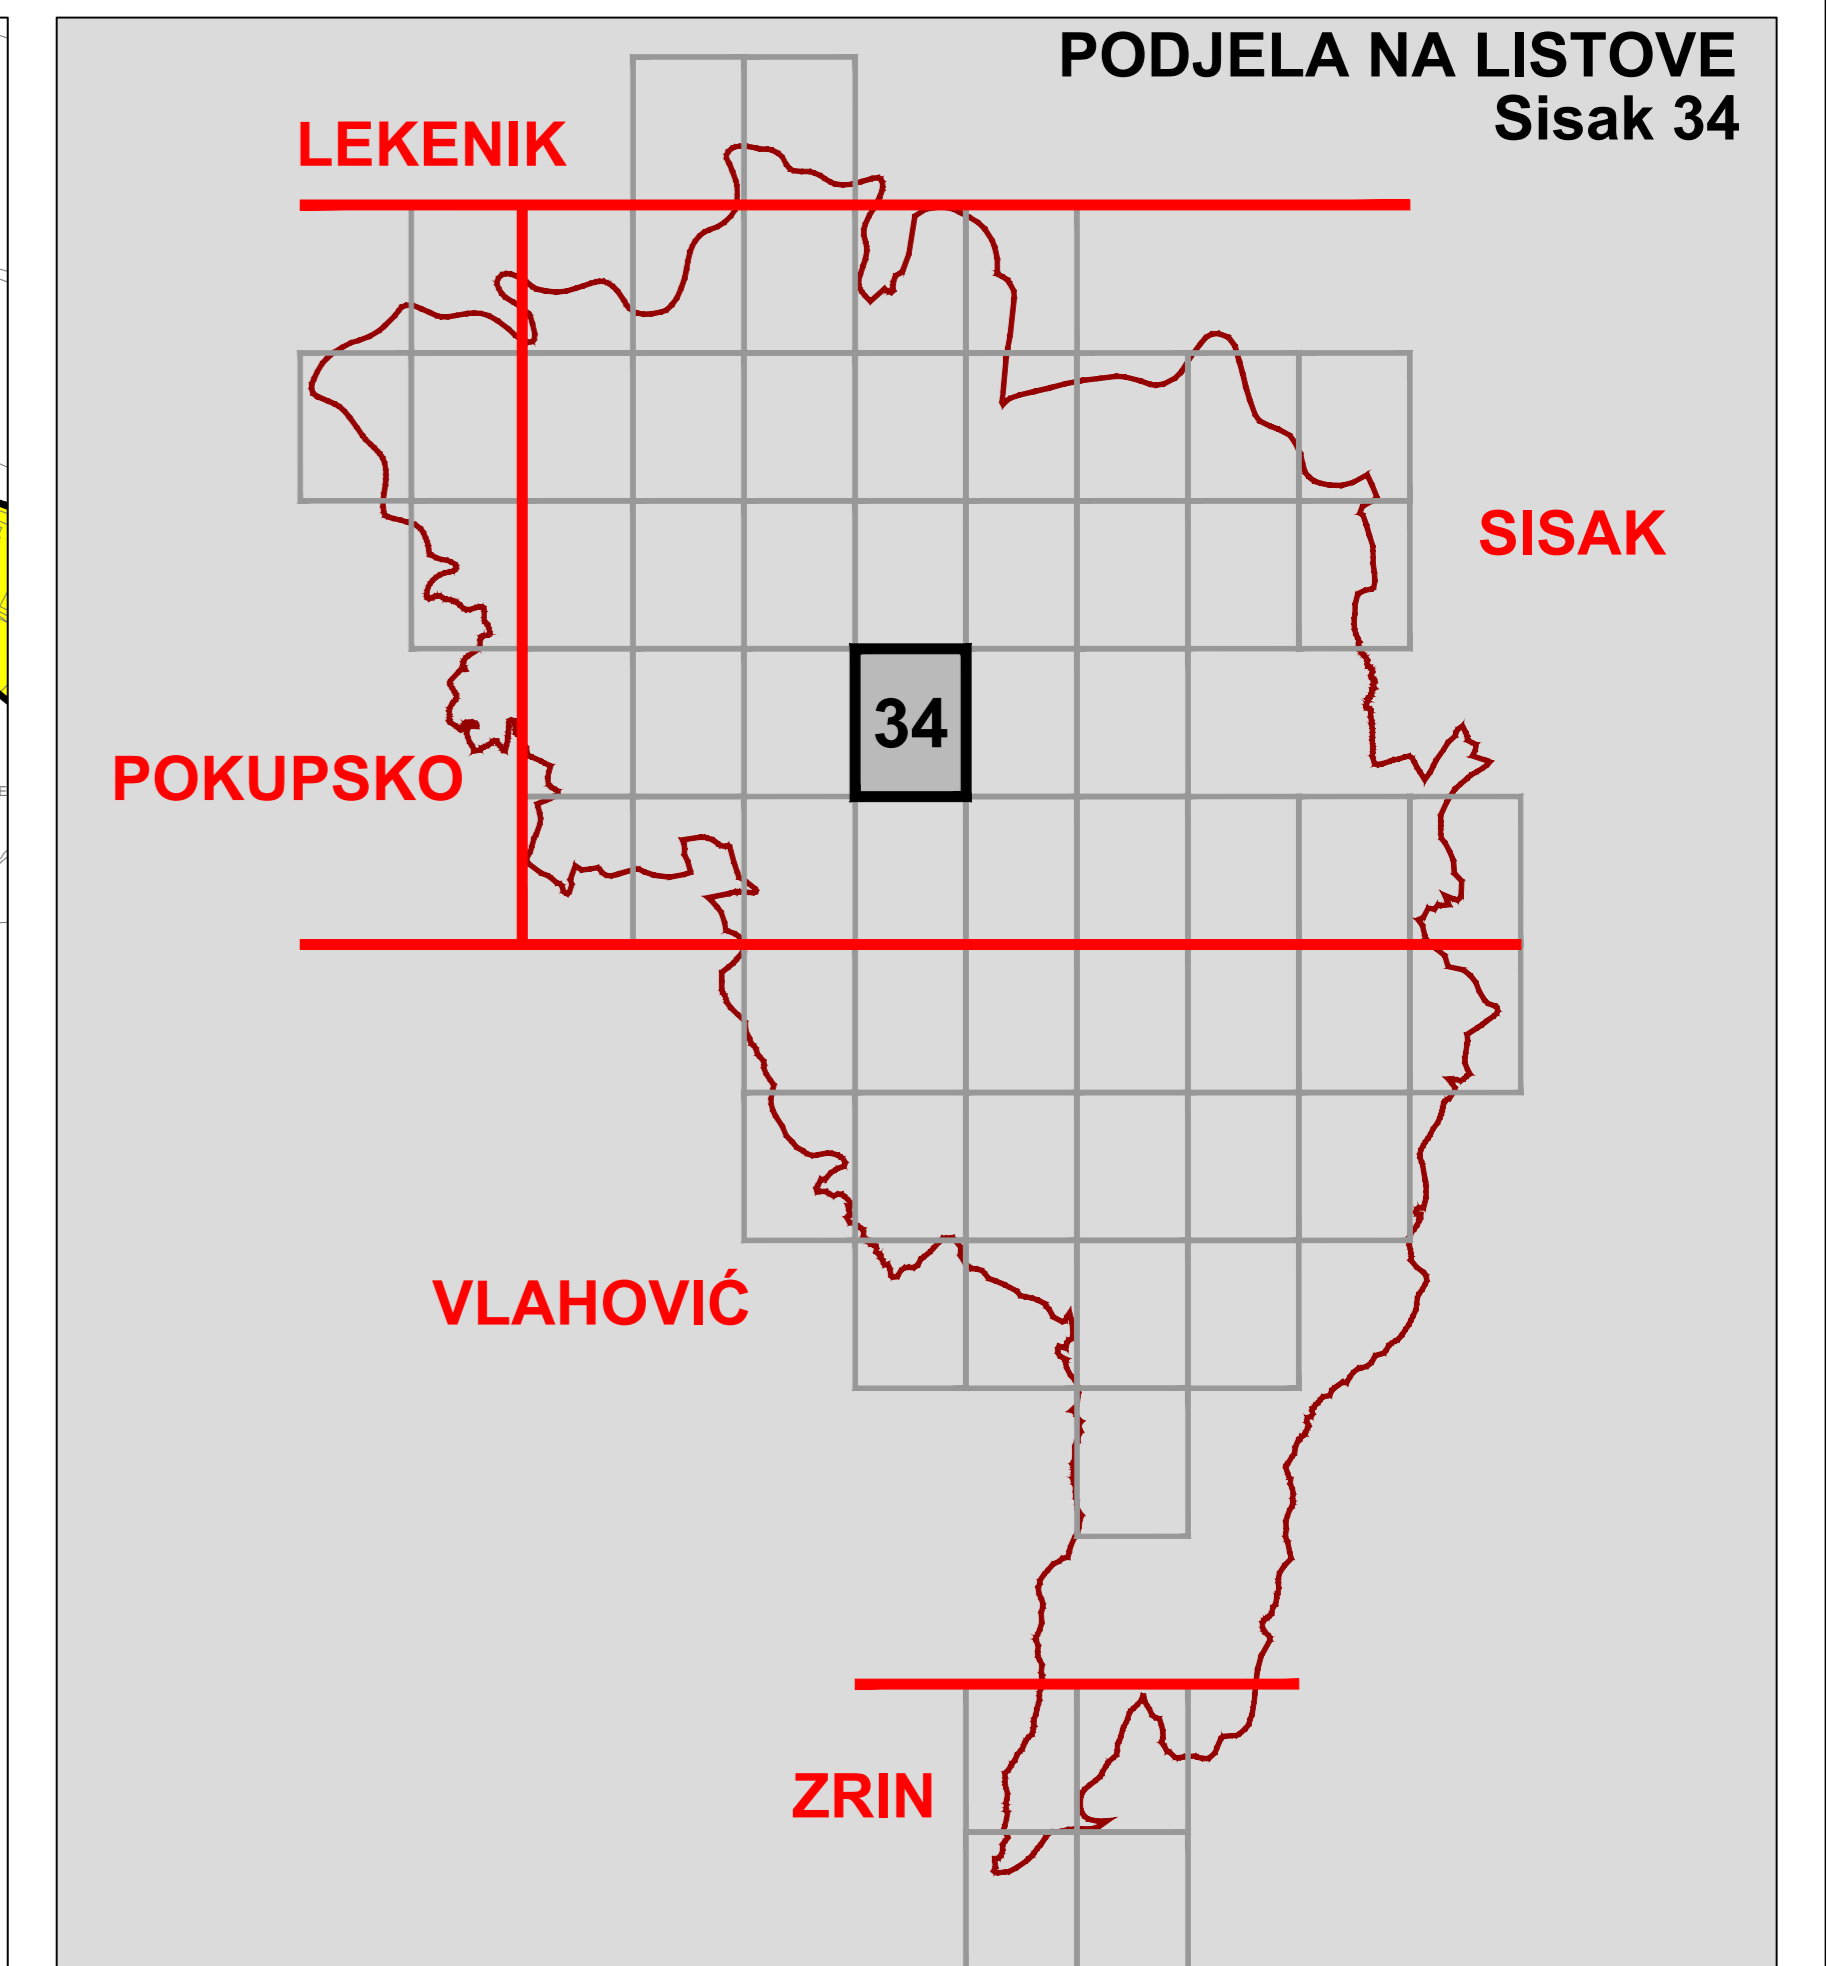 PODJELA NA LISTOVE
Sisak 34
LEKENIK
SISAK
34
POKUPSKO
VLAHOVIĆ
ZRIN